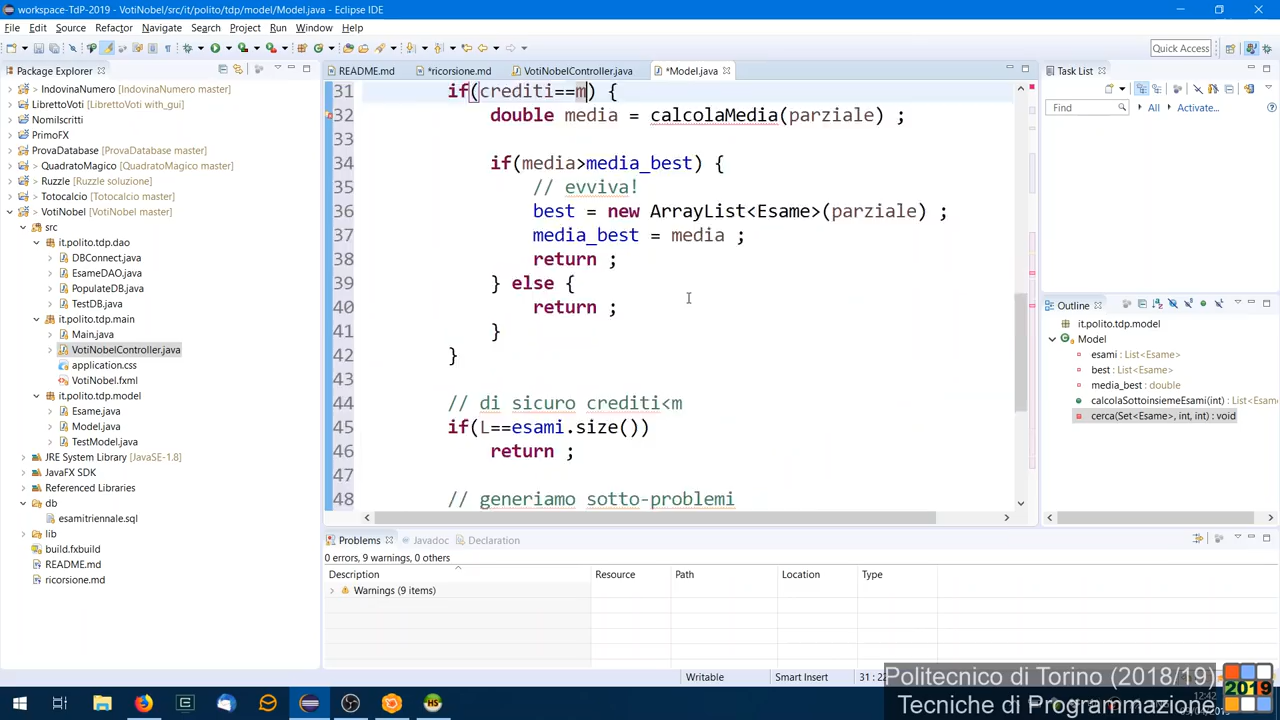 workspace-TdP-2019 - VotiNobel/src/it/polito/tdp/model/Model.java - Eclipse IDE
File Edit Source Refactor Navigate Search Project Run Window Help
Quick Access
Package Explorer
IndovinaNumero [IndovinaNumero master]
LibrettoVoti [LibrettoVoti with_gui]
NomiIscritti
PrimoFX
ProvaDatabase [ProvaDatabase master]
QuadratoMagico [QuadratoMagico master]
Ruzzle [Ruzzle soluzione]
Totocalcio [Totocalcio master]
VotiNobel [VotiNobel master]
src
it.polito.tdp.dao
DBConnect.java
EsameDAO.java
PopulateDB.java
TestDB.java
it.polito.tdp.main
Main.java
VotiNobelController.java
application.css
VotiNobel.fxml
it.polito.tdp.model
Esame.java
Model.java
TestModel.java
JRE System Library [JavaSE-1.8]
JavaFX SDK
Referenced Libraries
db
esamitriennale.sql
lib
build.fxbuild
README.md
ricorsione.md
README.md *ricorsione.md VotiNobelController.java *Model.java
31 if(crediti==m) {
32 double media = calcolaMedia(parziale) ;
33
34 if(media>media_best) {
35 // evviva!
36 best = new ArrayList<Esame>(parziale) ;
37 media_best = media ;
38 return ;
39 } else {
40 return ;
41 }
42 }
43
44 // di sicuro crediti<m
45 if(L==esami.size())
46 return ;
47
48 // generiamo sotto-problemi
Problems Javadoc Declaration
0 errors, 9 warnings, 0 others
Description Resource Path Location Type
Warnings (9 items)
Task List
Find All Activate...
Outline
it.polito.tdp.model
Model
esami : List<Esame>
best : List<Esame>
media_best : double
calcolaSottoinsiemeEsami(int) : List<Esame
cerca(Set<Esame>, int, int) : void
Writable Smart Insert
Politecnico di Torino (2018/19)
Tecniche di Programmazion
2019
12:42